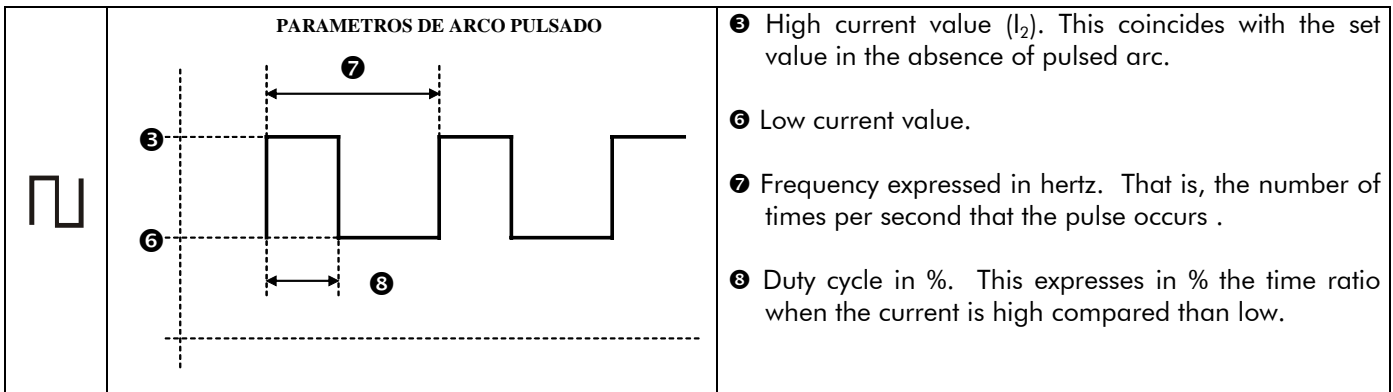 PARAMETROS DE ARCO PULSADO
❼
❸
❻
❽
❸ High current value (I₂). This coincides with the set
value in the absence of pulsed arc.
❻ Low current value.
❼ Frequency expressed in hertz. That is, the number of
times per second that the pulse occurs .
❽ Duty cycle in %. This expresses in % the time ratio
when the current is high compared than low.